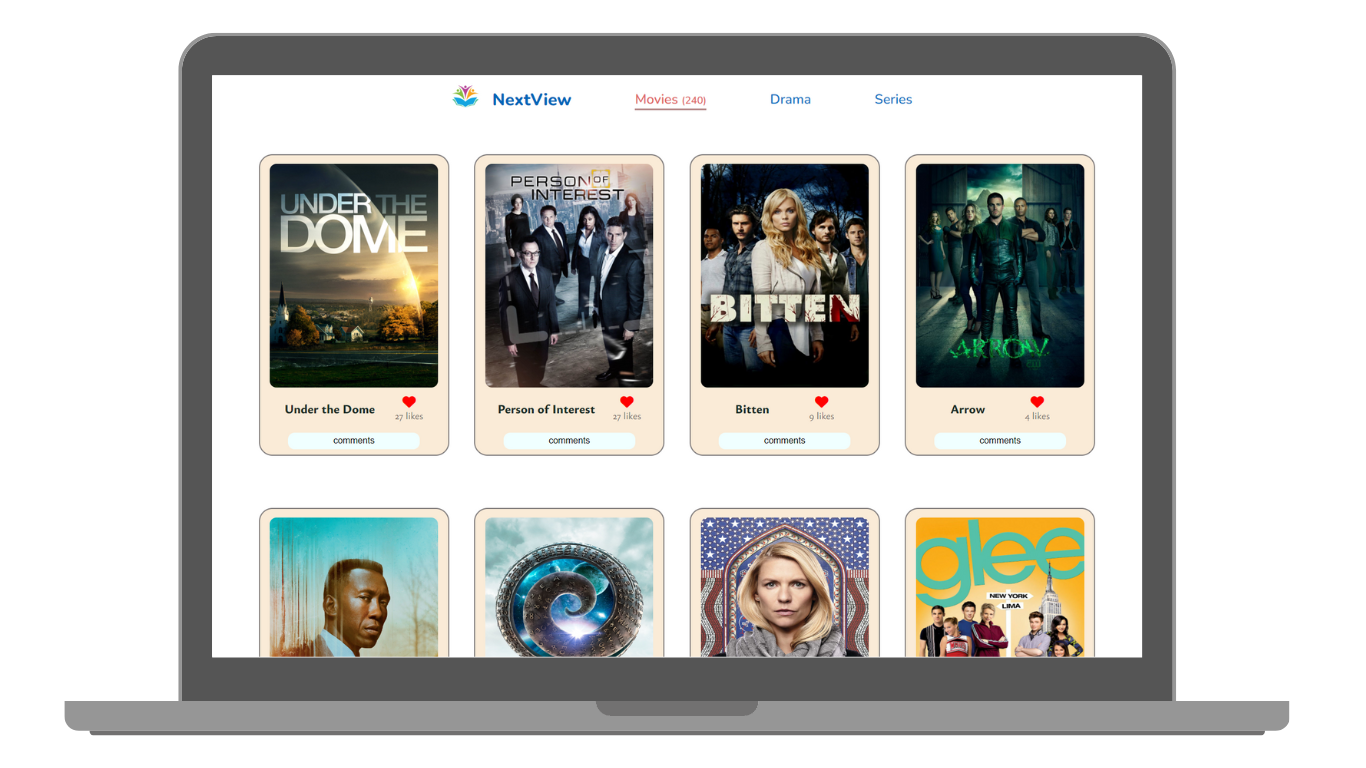 NextView
Movies (240)
Drama
Series
UNDER THE
DOME
PERSON OF
INTEREST
BITTEN
ARROW
Under the Dome
27 likes
comments
Person of Interest
27 likes
comments
Bitten
9 likes
comments
Arrow
4 likes
comments
glee
NEW YORK
LIMA